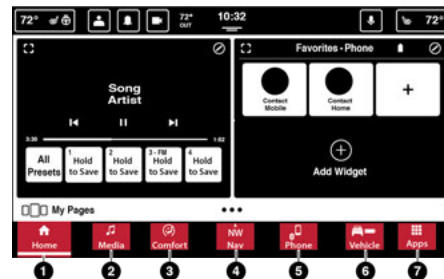 72°
72°
OUT
10:32
72°
Song
Artist
3:30
1:02
All
Presets
1
Hold
to Save
2
Hold
to Save
3 - FM
Hold
to Save
4
Hold
to Save
Favorites - Phone
Contact
Mobile
Contact
Home
+
Add Widget
My Pages
Home
Media
Comfort
NW
Nav
Phone
Vehicle
Apps
1
2
3
4
5
6
7